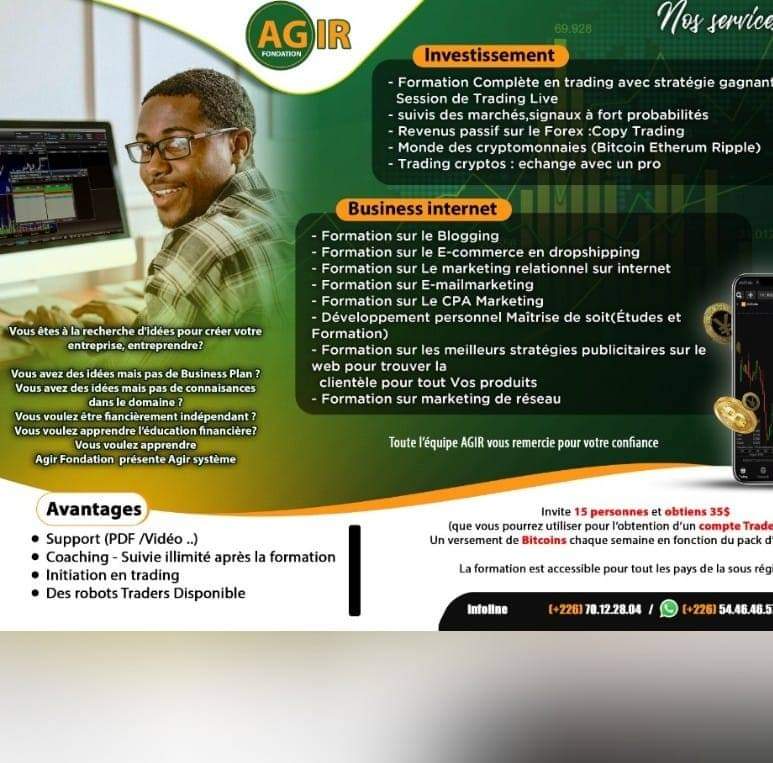 AGIR
FONDATION
Nos service
69.928
Investissement
- Formation Complète en trading avec stratégie gagnant
Session de Trading Live
- suivis des marchés,signaux à fort probabilités
- Revenus passif sur le Forex :Copy Trading
- Monde des cryptomonnaies (Bitcoin Etherum Ripple)
- Trading cryptos : echange avec un pro
Business internet
- Formation sur le Blogging
- Formation sur le E-commerce en dropshipping
- Formation sur Le marketing relationnel sur internet
- Formation sur E-mailmarketing
- Formation sur Le CPA Marketing
- Développement personnel Maîtrise de soit(Études et
Formation)
- Formation sur les meilleurs stratégies publicitaires sur le
web pour trouver la
clientèle pour tout Vos produits
- Formation sur marketing de réseau
Vous êtes à la recherche d'idées pour créer votre
entreprise, entreprendre?
Vous avez des idées mais pas de Business Plan ?
Vous avez des idées mais pas de connaisances
dans le domaine ?
Vous voulez être fiancièrement indépendant ?
Vous voulez apprendre l'éducation financière?
Vous voulez apprendre
Agir Fondation présente Agir système
Toute l'équipe AGIR vous remercie pour votre confiance
Avantages
• Support (PDF /Vidéo ..)
• Coaching - Suivie illimité après la formation
• Initiation en trading
• Des robots Traders Disponible
Invite 15 personnes et obtiens 35$
(que vous pourrez utiliser pour l'obtention d'un compte Trade
Un versement de Bitcoins chaque semaine en fonction du pack d'
La formation est accessible pour tout les pays de la sous régi
Infoline (+226) 70.12.28.04 / (+226) 54.46.46.5